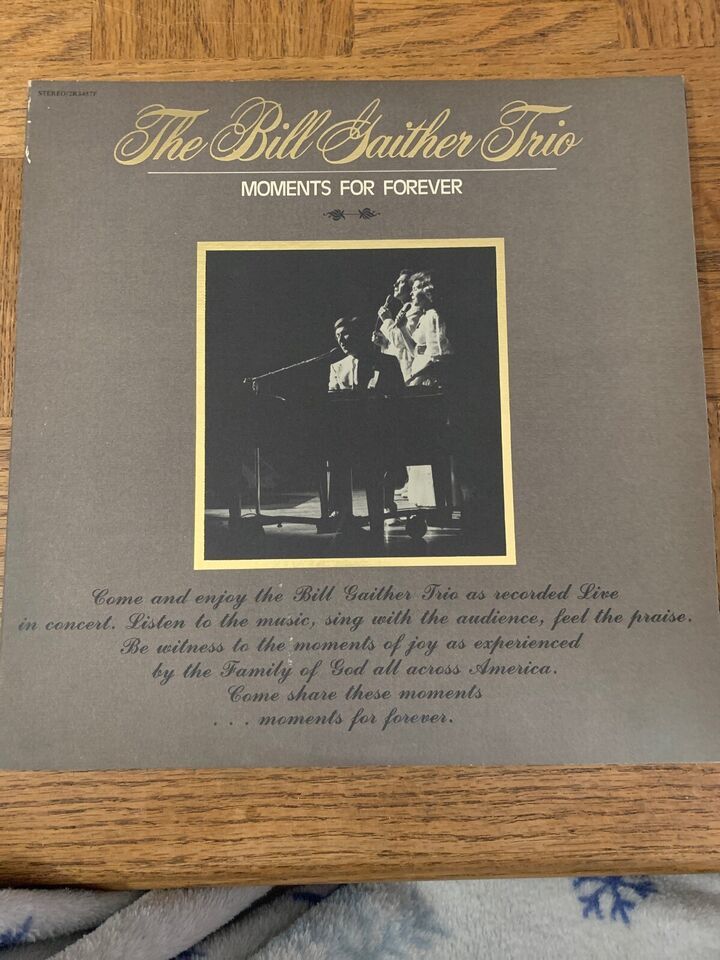 STEREO/2R3457F
The Bill Gaither Trio
MOMENTS FOR FOREVER
Come and enjoy the Bill Gaither Trio as recorded Live
in concert. Listen to the music, sing with the audience, feel the praise.
Be witness to the moments of joy as experienced
by the Family of God all across America.
Come share these moments
. . . moments for forever.